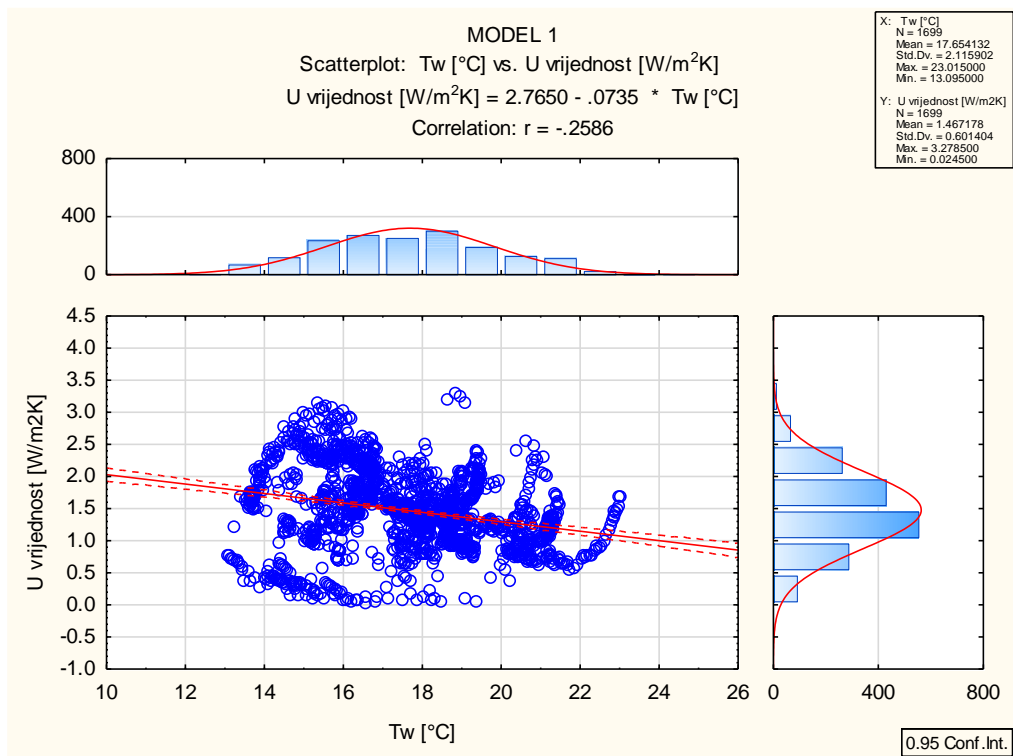 MODEL 1
Scatterplot: Tw [°C] vs. U vrijednost [W/m²K]
U vrijednost [W/m²K] = 2.7650 - .0735 * Tw [°C]
Correlation: r = -.2586
X: Tw [°C]
N = 1699
Mean = 17.654132
Std.Dv. = 2.115902
Max. = 23.015000
Min. = 13.095000
Y: U vrijednost [W/m2K]
N = 1699
Mean = 1.467178
Std.Dv. = 0.601404
Max. = 3.278500
Min. = 0.024500
800
400
0
4.5
4.0
3.5
3.0
2.5
2.0
1.5
1.0
0.5
0.0
-0.5
-1.0
U vrijednost [W/m2K]
10 12 14 16 18 20 22 24 26
Tw [°C]
0 400 800
0.95 Conf.Int.